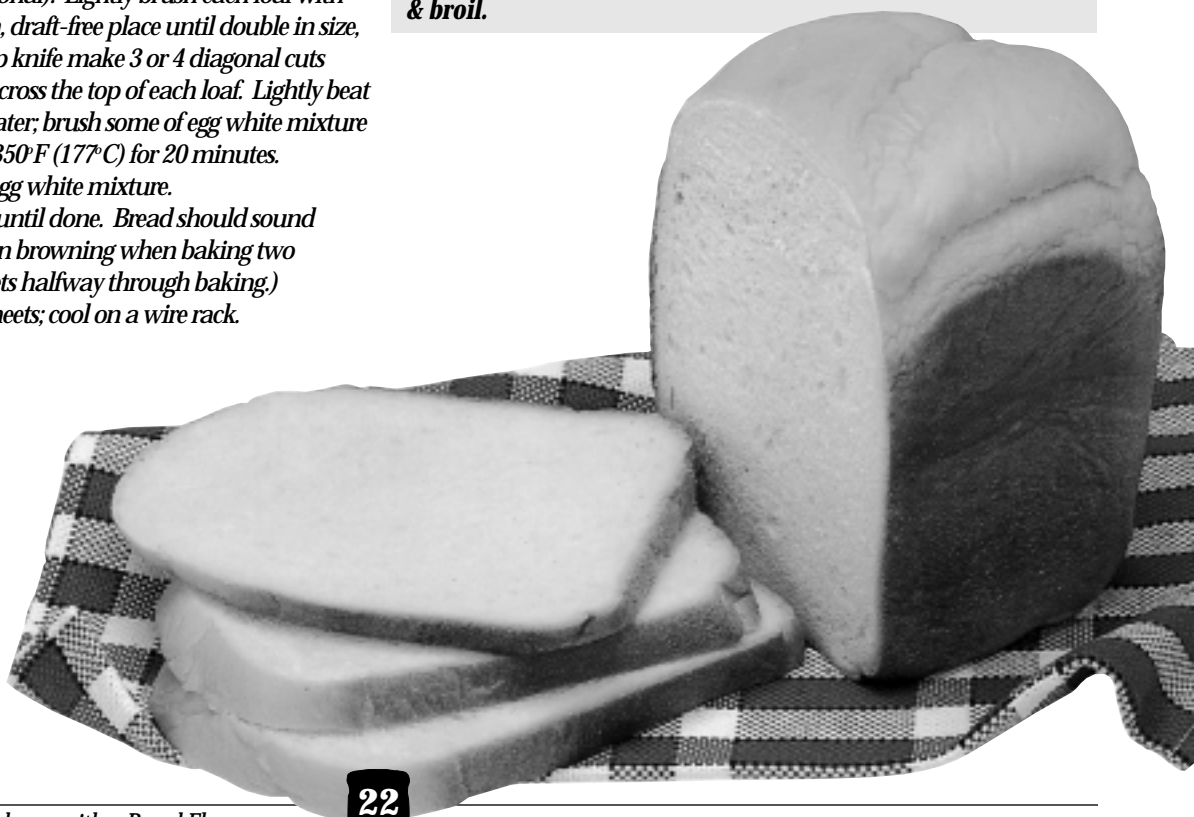 Lightly brush each loaf with
, draft-free place until double in size,
knife make 3 or 4 diagonal cuts
cross the top of each loaf. Lightly beat
ater; brush some of egg white mixture
350°F (177°C) for 20 minutes.
gg white mixture.
until done. Bread should sound
n browning when baking two
ts halfway through baking.)
heets; cool on a wire rack.
& broil.
22